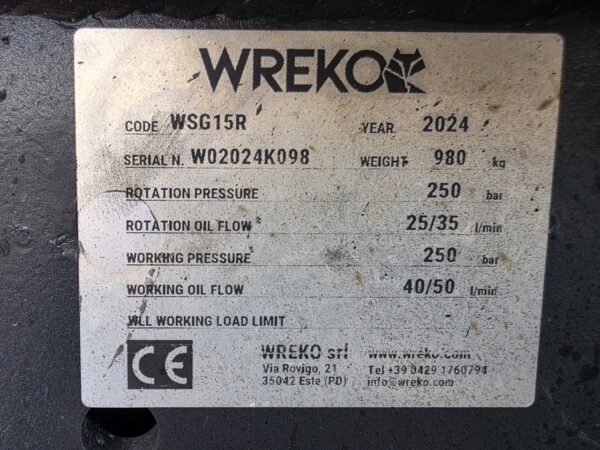 WREKO
CODE WSG15R YEAR 2024
SERIAL N. W02024K098 WEIGHT 980 kg
ROTATION PRESSURE 250 bar
ROTATION OIL FLOW 25/35 l/min
WORKING PRESSURE 250 bar
WORKING OIL FLOW 40/50 l/min
WLL WORKING LOAD LIMIT
CE WREKO srl www.wreko.com
Via Rovigo, 21 Tel +39 0429 1760794
35042 Este (PD) info@wreko.com